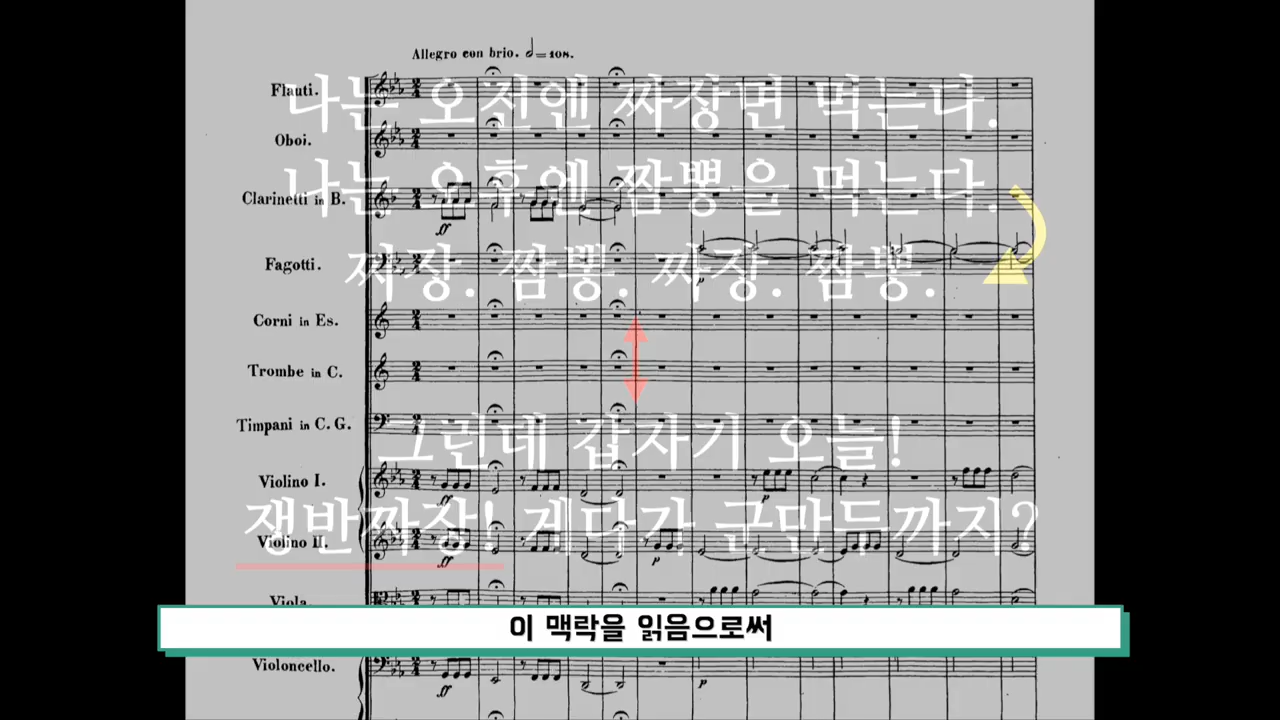 Allegro con brio. 𝅗𝅥=108.
Flauti.
나는 오전엔 짜장면 먹는다.
Oboi.
나는 오후엔 짬뽕을 먹는다.
Clarinetti in B.
ff
Fagotti.
짜장. 짬뽕. 짜장. 짬뽕.
p
Corni in Es.
Trombe in C.
Timpani in C.G.
그런데 갑자기 오늘!
Violino I.
ff
p
쟁반짜장! 게다가 군만두까지?
Violino II.
ff
p
Viola.
이 맥락을 읽음으로써
Violoncello.
ff
p